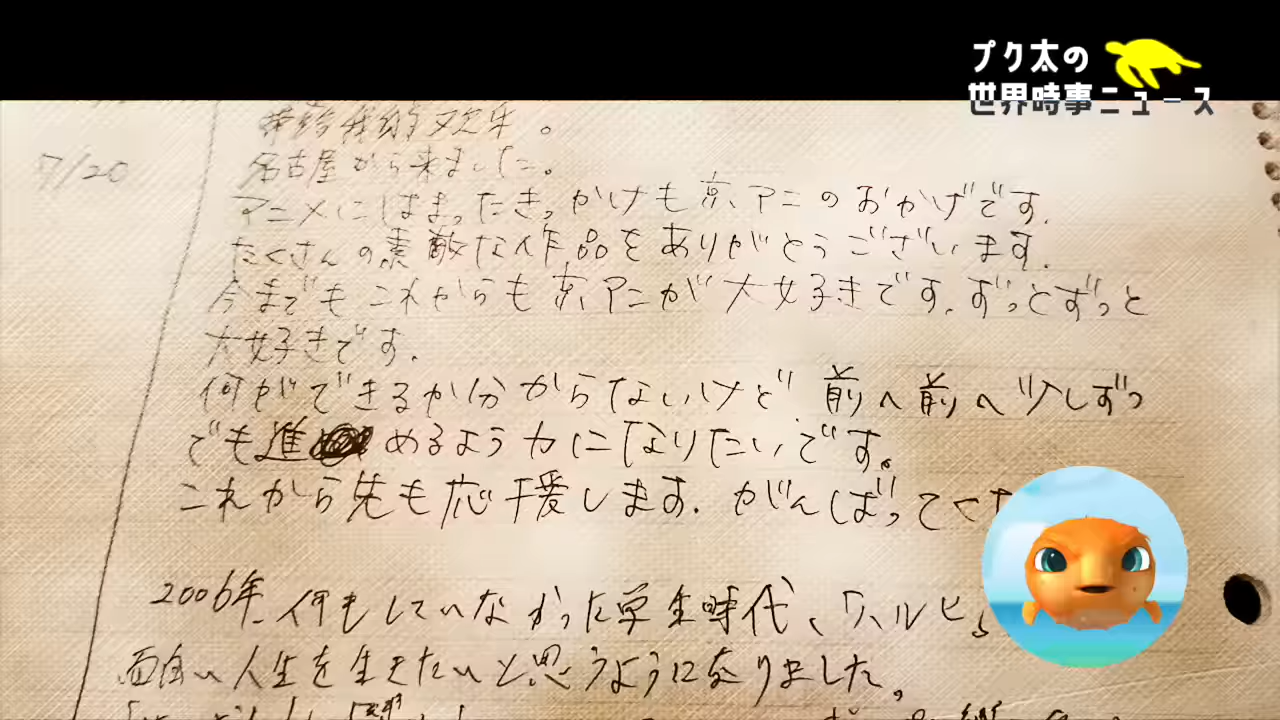 プク太の
世界時事ニュース
帯给我的欢乐。
7/20
名古屋から来ました。
アニメにはまったきっかけも京アニのおかげです.
たくさんの素敵な作品をありがとうございます.
今までもこれからも京アニが大好きです.ずっとずっと
大好きです.
何ができるか分からないけど 前へ前へ少しずつ
でも進めるよう力になりたいです。
これから先も応援します.がんばってくだ
2006年、何もしていなかった学生時代、「ハルヒ」
面白い人生を生きたいと思うようになりました。